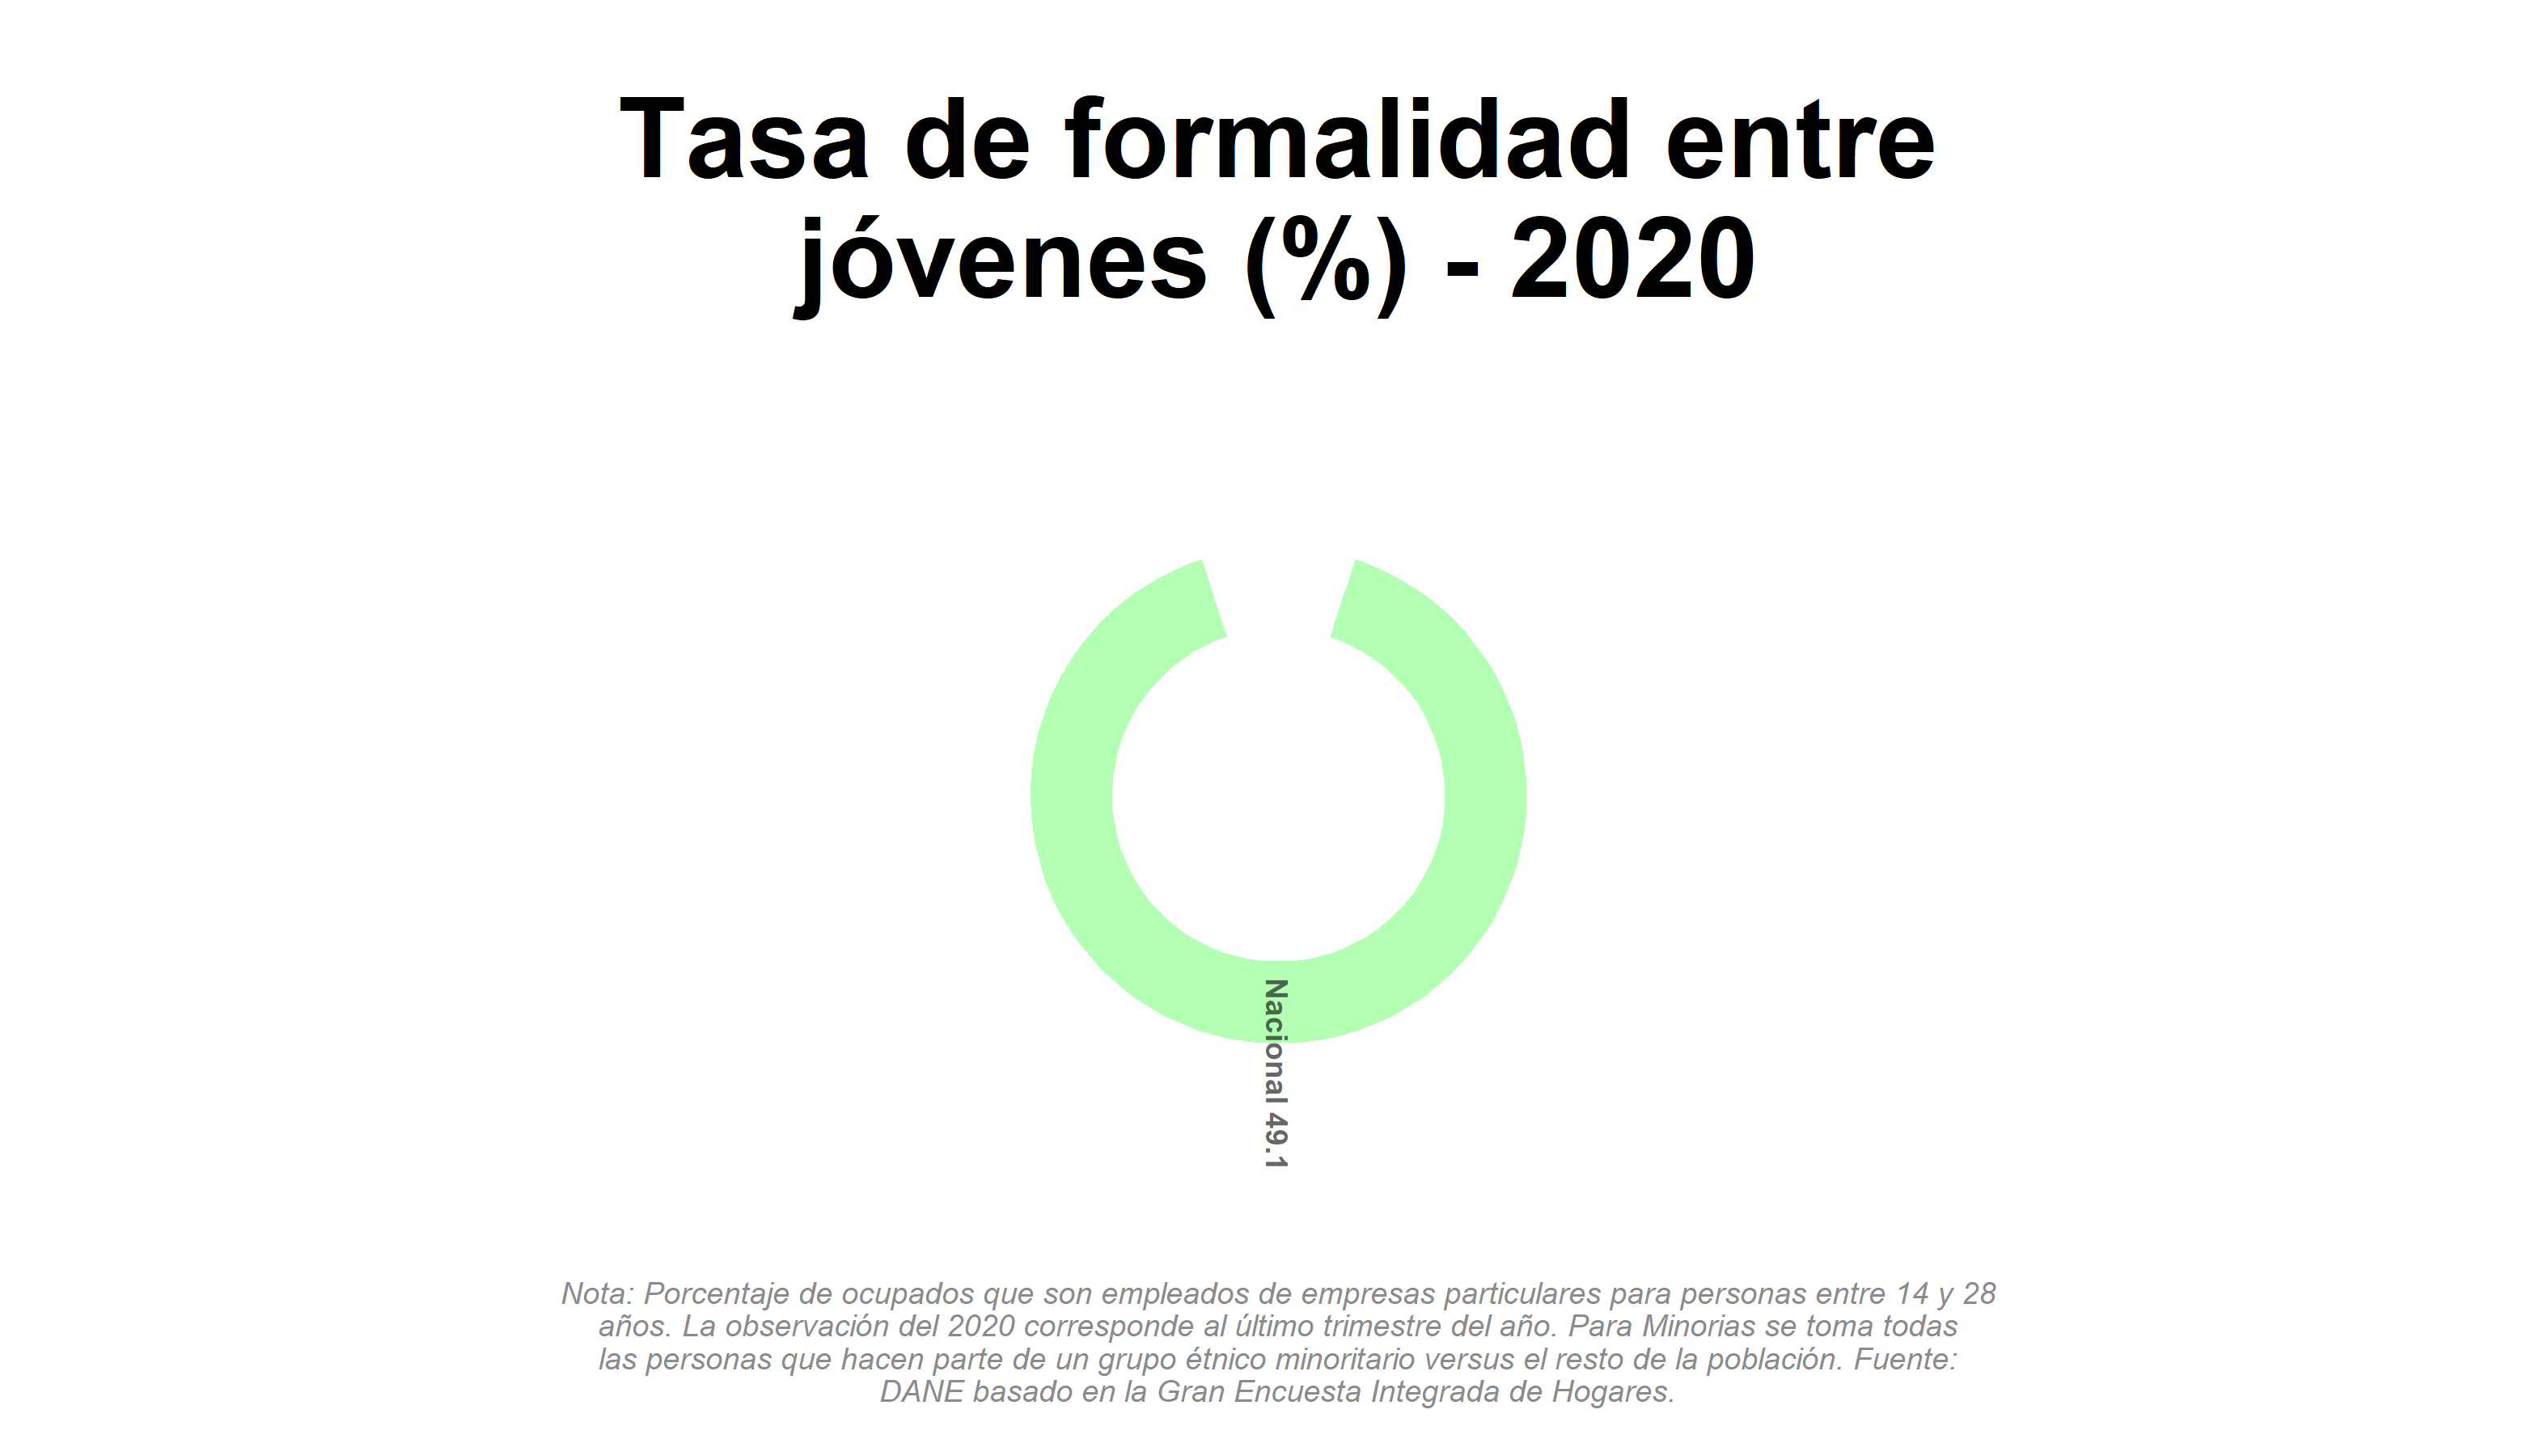 Tasa de formalidad entre
jóvenes (%) - 2020
Nacional 49.1
Nota: Porcentaje de ocupados que son empleados de empresas particulares para personas entre 14 y 28
años. La observación del 2020 corresponde al último trimestre del año. Para Minorias se toma todas
las personas que hacen parte de un grupo étnico minoritario versus el resto de la población. Fuente:
DANE basado en la Gran Encuesta Integrada de Hogares.